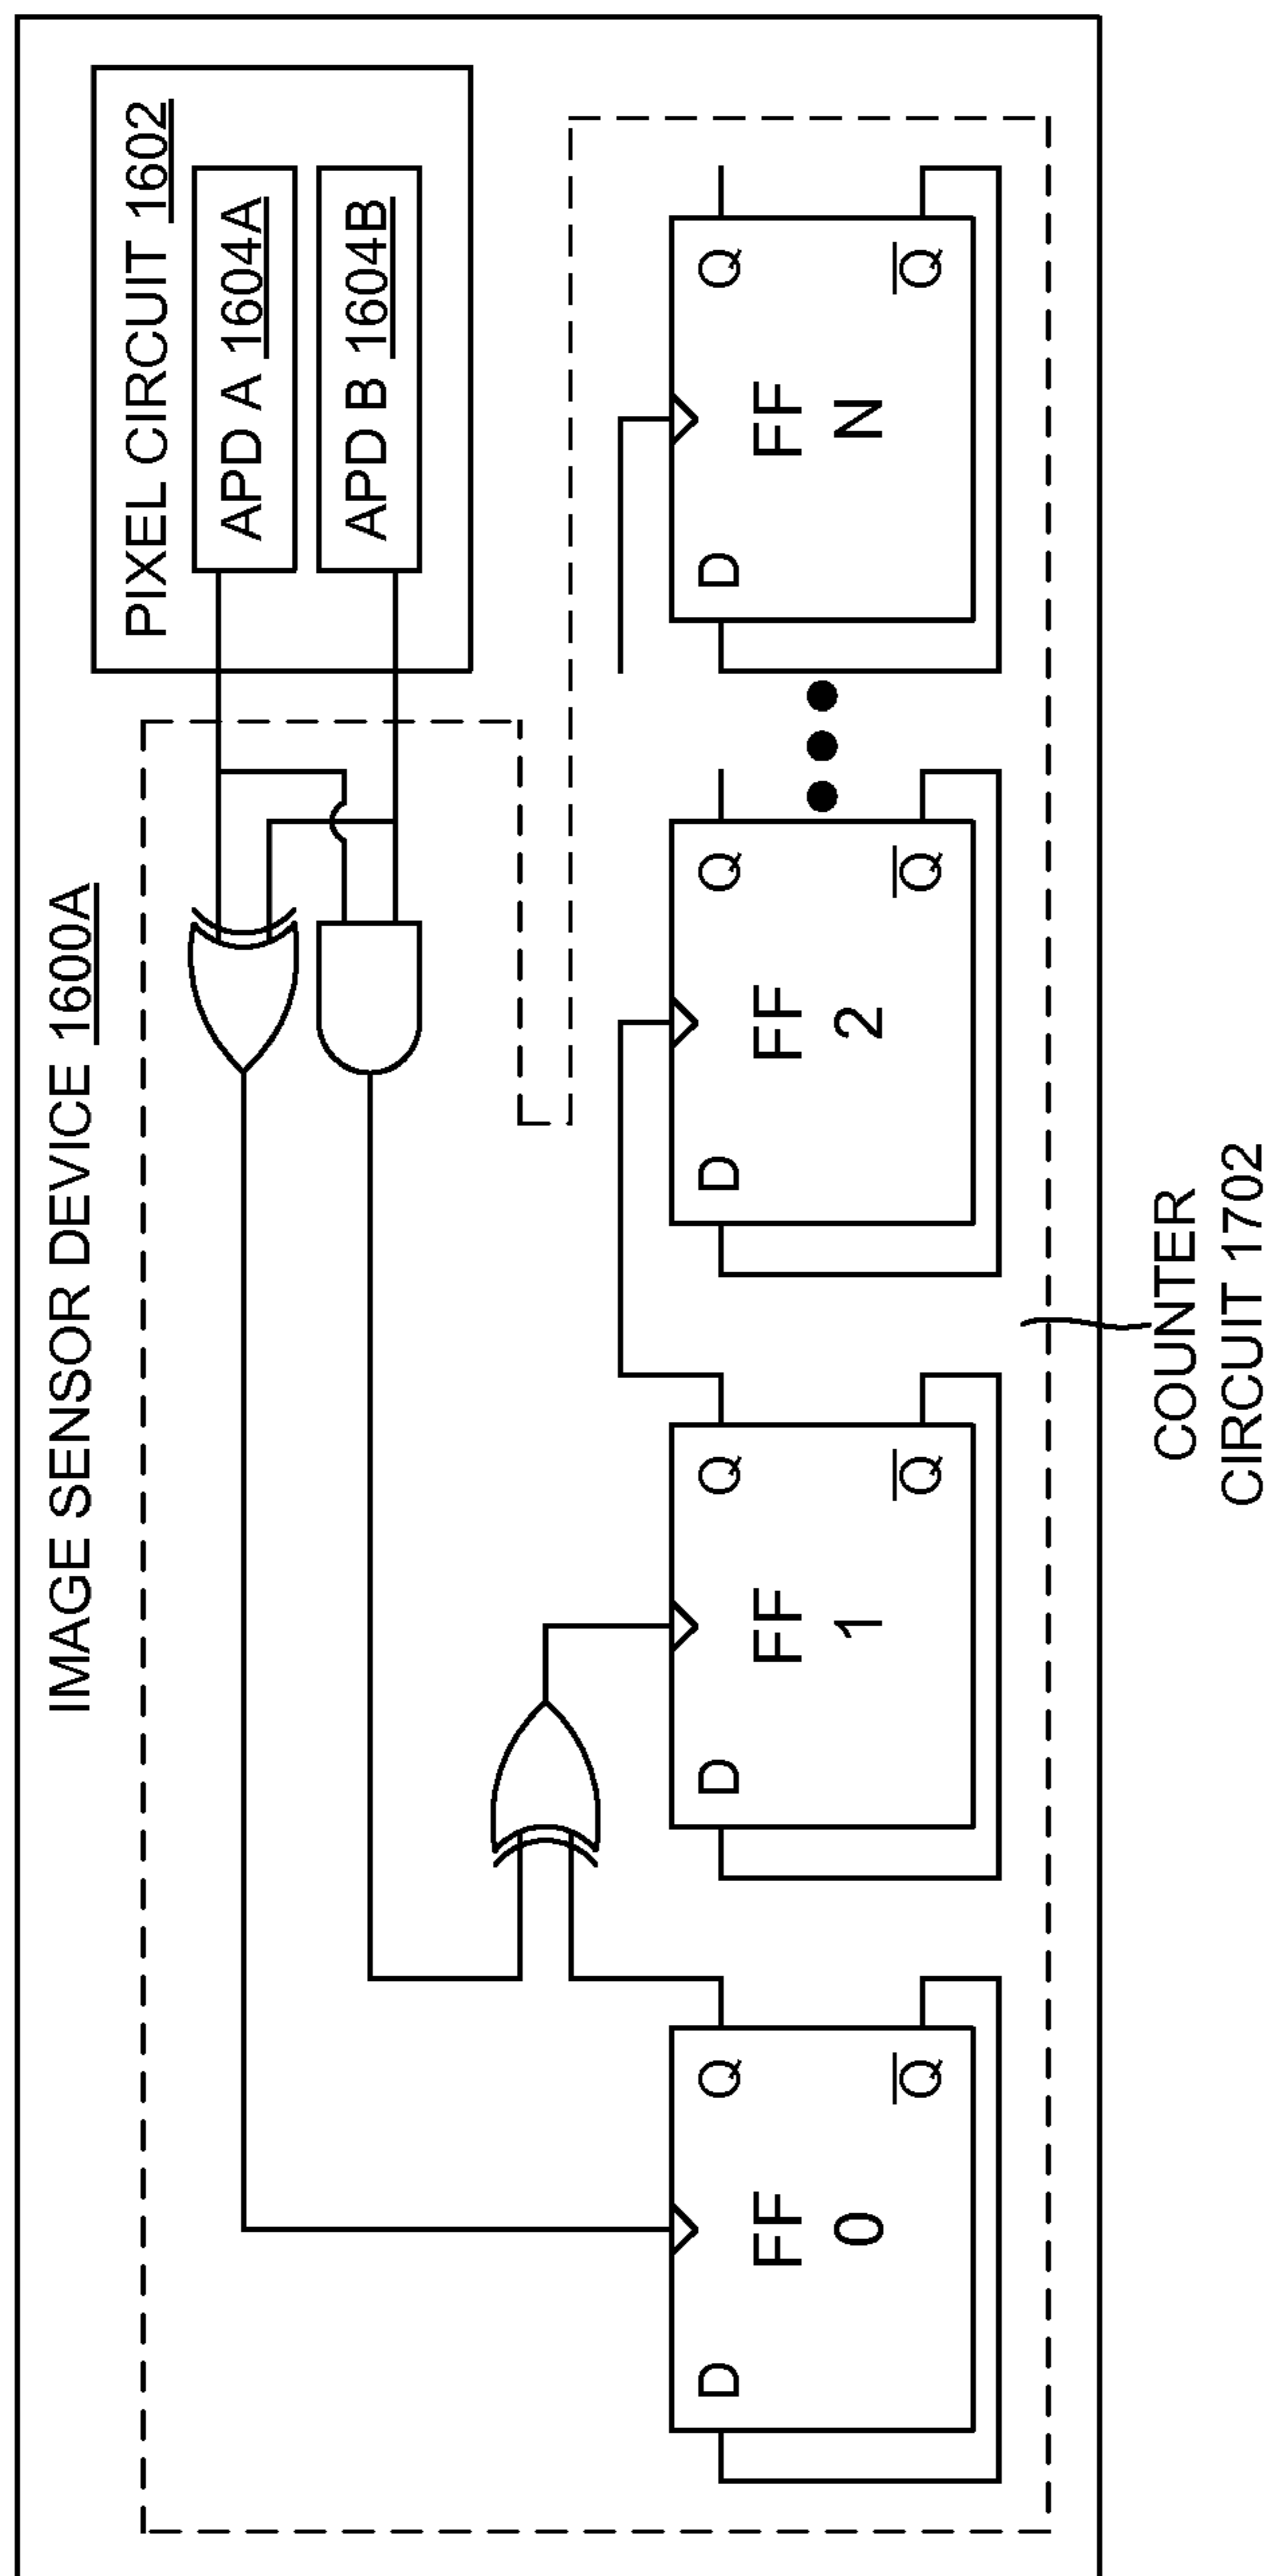 IMAGE SENSOR DEVICE 1600A
PIXEL CIRCUIT 1602
APD A 1604A
APD B 1604B
D
Q
FF
0
Q
D
Q
FF
1
Q
D
Q
FF
2
Q
D
Q
FF
N
Q
COUNTER
CIRCUIT 1702